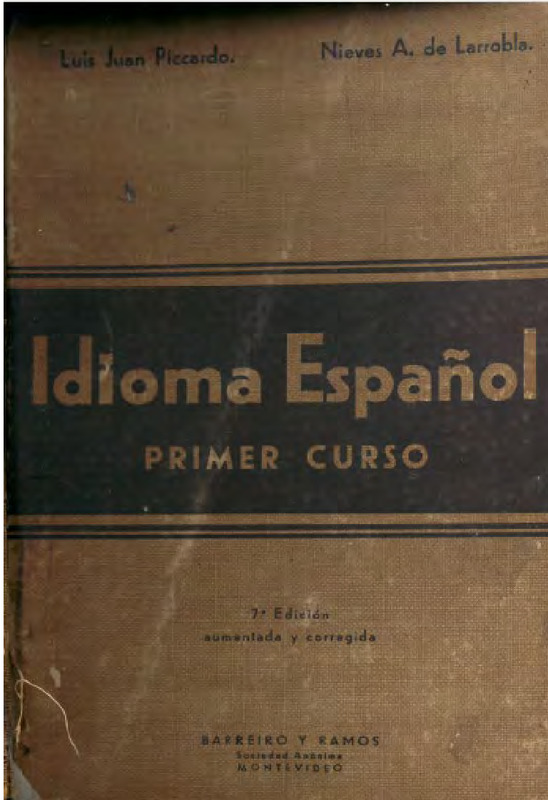 Luis Juan Piccardo.
Nieves A. de Larrobla.
Idioma Español
PRIMER CURSO
7ª Edición
aumentada y corregida
BARREIRO Y RAMOS
Sociedad Anónima
MONTEVIDEO